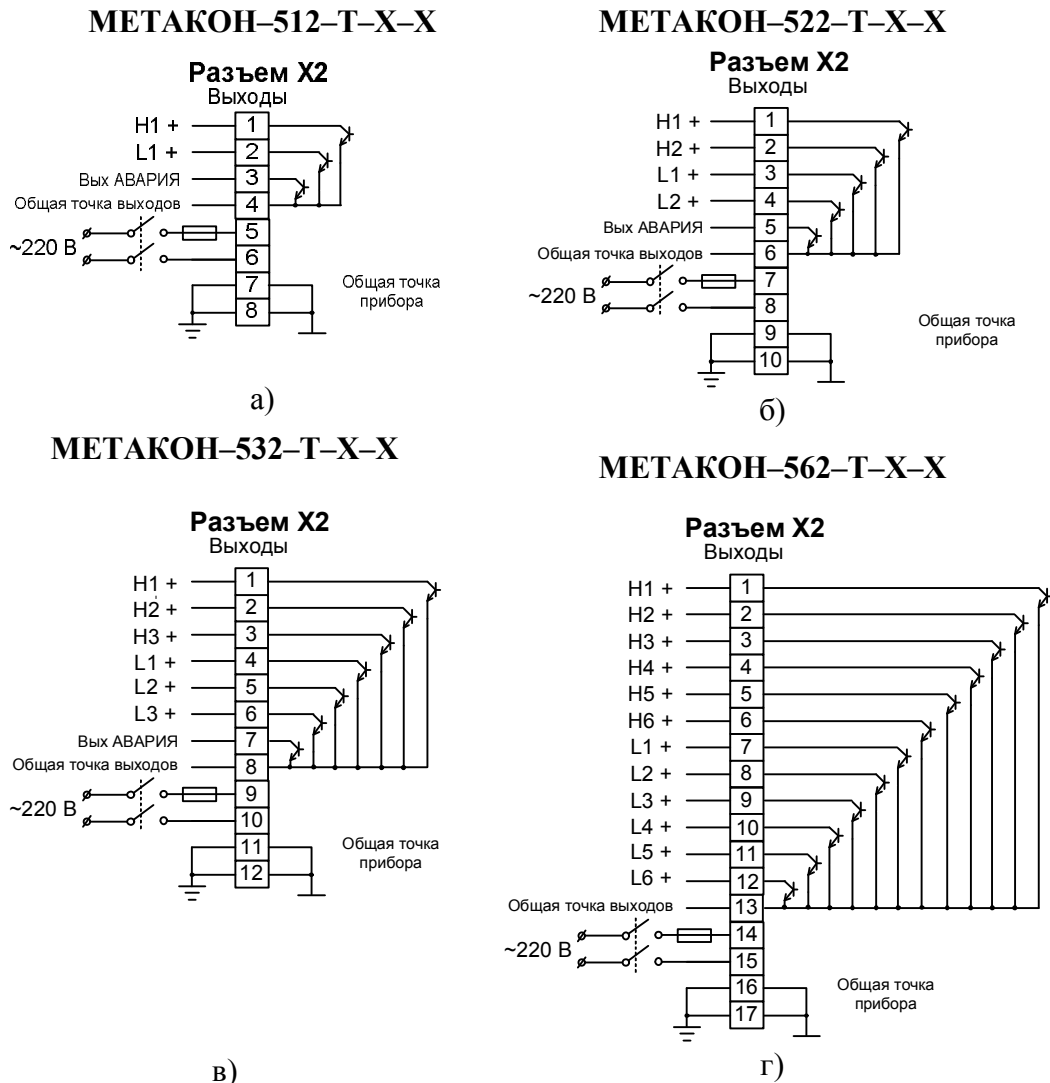 МЕТАКОН–512–Т–Х–Х
Разъем X2
Выходы
H1 +
1
L1 +
2
Вых АВАРИЯ
3
Общая точка выходов
4
5
~220 В
6
7
Общая точка
прибора
8
а)
МЕТАКОН–522–Т–Х–Х
Разъем X2
Выходы
H1 +
1
H2 +
2
L1 +
3
L2 +
4
Вых АВАРИЯ
5
Общая точка выходов
6
7
~220 В
8
Общая точка
прибора
9
10
б)
МЕТАКОН–532–Т–Х–Х
Разъем X2
Выходы
H1 +
1
H2 +
2
H3 +
3
L1 +
4
L2 +
5
L3 +
6
Вых АВАРИЯ
7
Общая точка выходов
8
9
~220 В
10
11
Общая точка
прибора
12
в)
МЕТАКОН–562–Т–Х–Х
Разъем X2
Выходы
H1 +
1
H2 +
2
H3 +
3
H4 +
4
H5 +
5
H6 +
6
L1 +
7
L2 +
8
L3 +
9
L4 +
10
L5 +
11
L6 +
12
Общая точка выходов
13
14
~220 В
15
16
Общая точка
прибора
17
г)